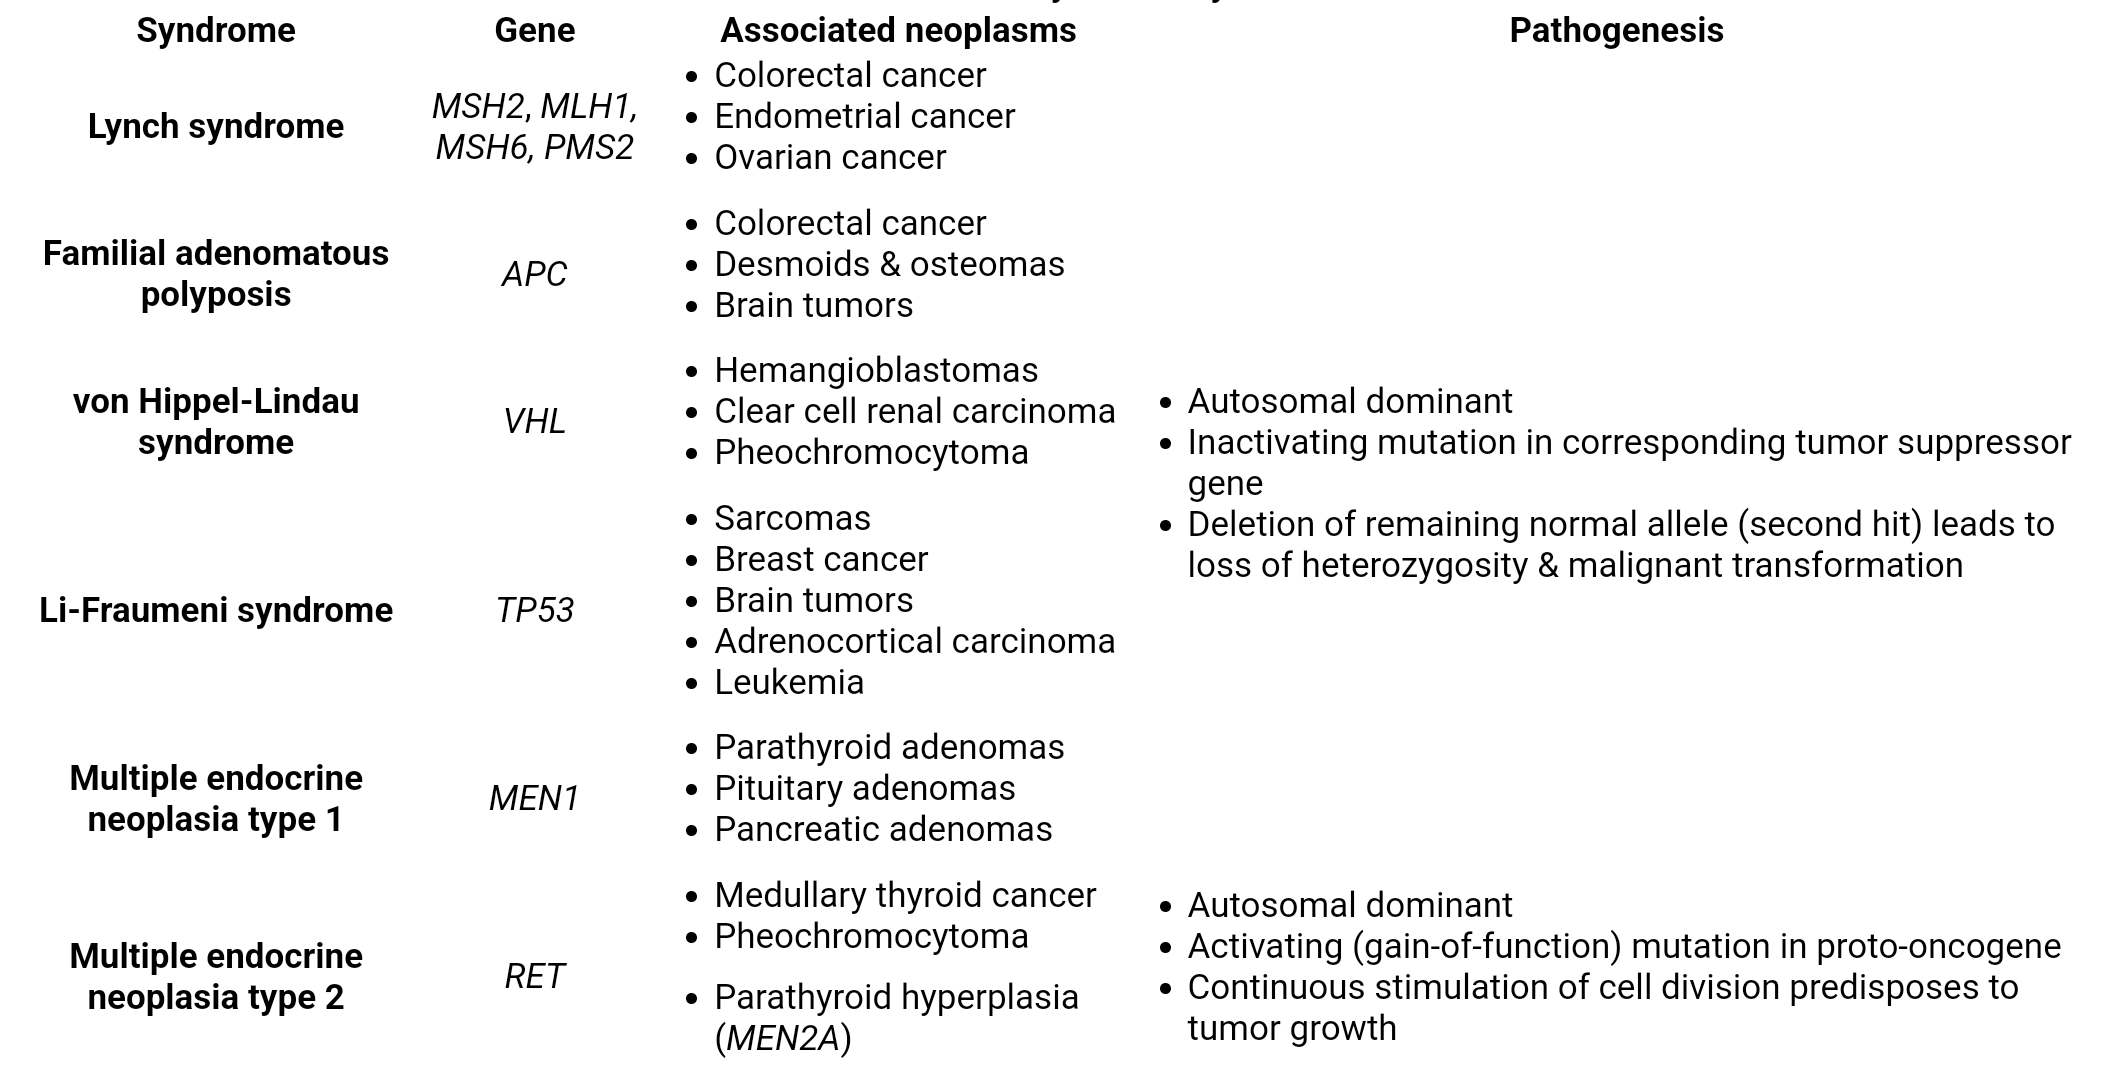 Syndrome Gene Associated neoplasms Pathogenesis
Lynch syndrome
MSH2, MLH1,
MSH6, PMS2
• Colorectal cancer
• Endometrial cancer
• Ovarian cancer
Familial adenomatous
polyposis
APC
• Colorectal cancer
• Desmoids & osteomas
• Brain tumors
von Hippel-Lindau
syndrome
VHL
• Hemangioblastomas
• Clear cell renal carcinoma
• Pheochromocytoma
Li-Fraumeni syndrome
TP53
• Sarcomas
• Breast cancer
• Brain tumors
• Adrenocortical carcinoma
• Leukemia
Multiple endocrine
neoplasia type 1
MEN1
• Parathyroid adenomas
• Pituitary adenomas
• Pancreatic adenomas
• Autosomal dominant
• Inactivating mutation in corresponding tumor suppressor
gene
• Deletion of remaining normal allele (second hit) leads to
loss of heterozygosity & malignant transformation
Multiple endocrine
neoplasia type 2
RET
• Medullary thyroid cancer
• Pheochromocytoma
• Parathyroid hyperplasia
(MEN2A)
• Autosomal dominant
• Activating (gain-of-function) mutation in proto-oncogene
• Continuous stimulation of cell division predisposes to
tumor growth